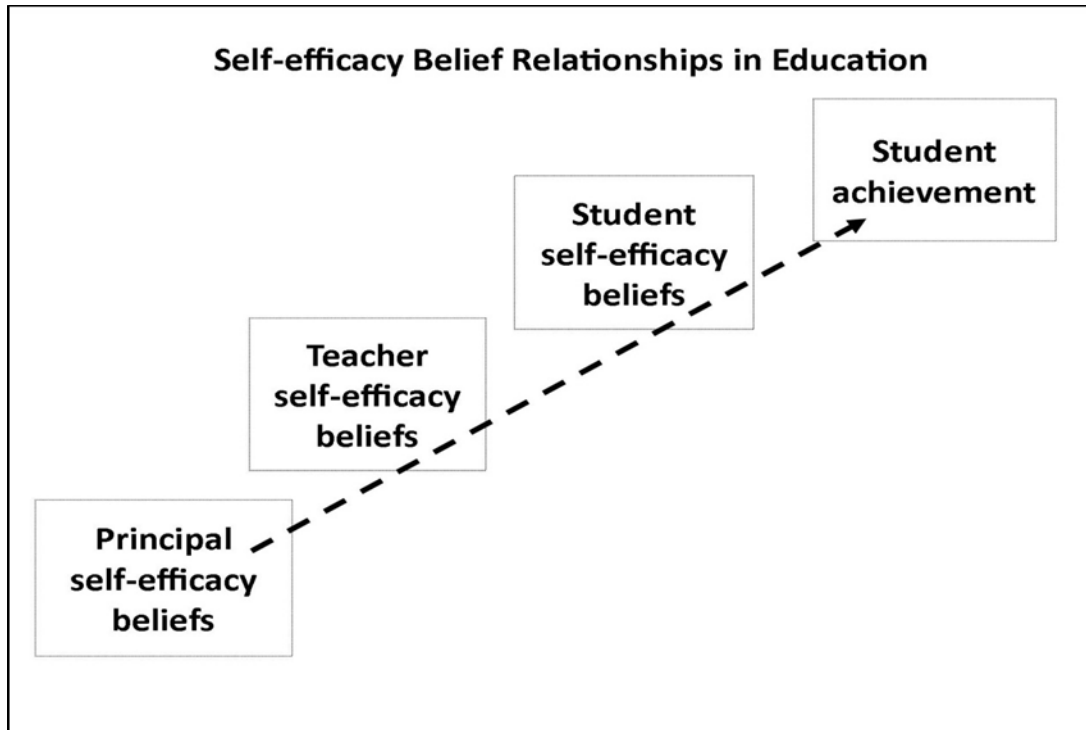 Self-efficacy Belief Relationships in Education
Student
achievement
Student
self-efficacy
beliefs
Teacher
self-efficacy
beliefs
Principal
self-efficacy
beliefs